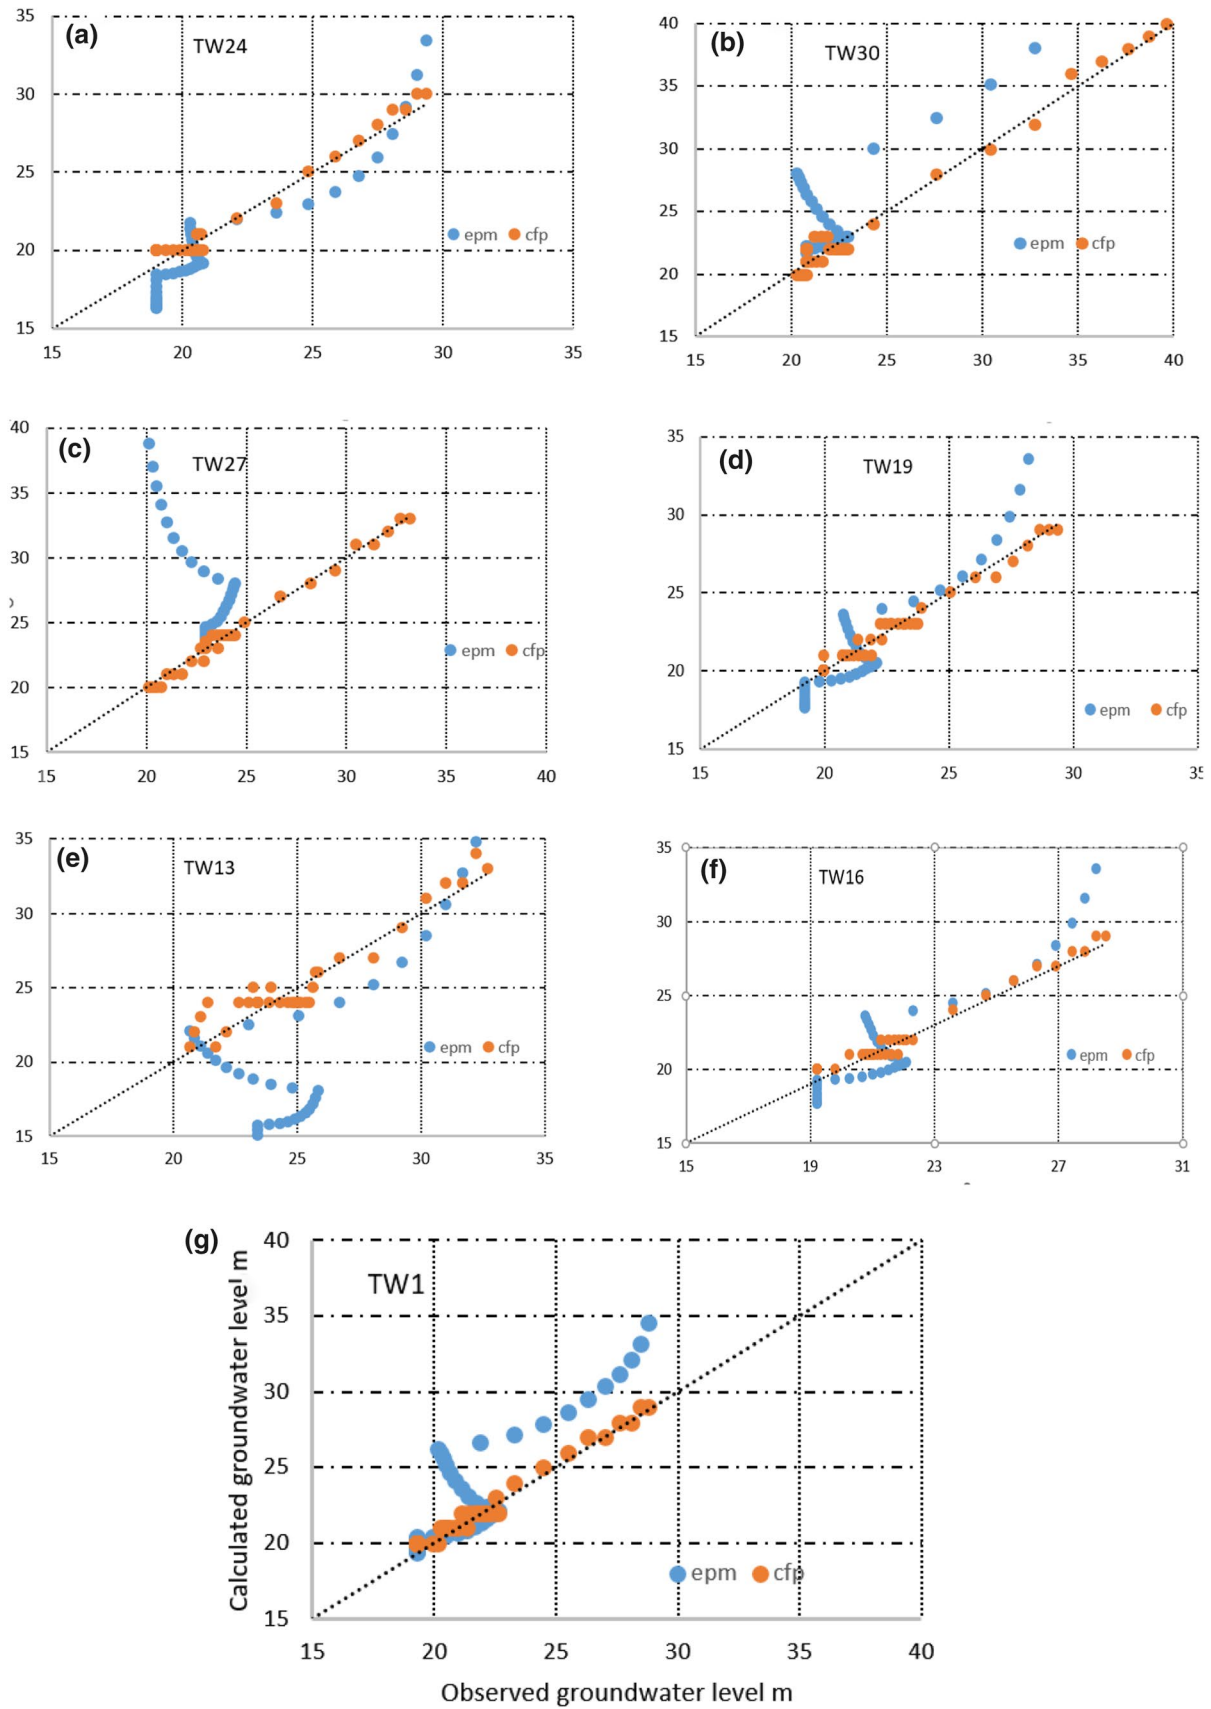 35
(a)
TW24
30
25
epm cfp
20
15
15 20 25 30 35
40
(b)
TW30
35
30
25
epm cfp
20
15
15 20 25 30 35 40
40
(c)
TW27
35
30
25
epm cfp
20
15
15 20 25 30 35 40
35
(d)
TW19
30
25
20
epm cfp
15
15 20 25 30 35
35
(e)
TW13
30
25
epm cfp
20
15
15 20 25 30 35
35
(f)
TW16
30
25
epm cfp
20
15
15 19 23 27 31
(g)
40
TW1
35
30
25
20
epm cfp
15
15 20 25 30 35 40
Calculated groundwater level m
Observed groundwater level m